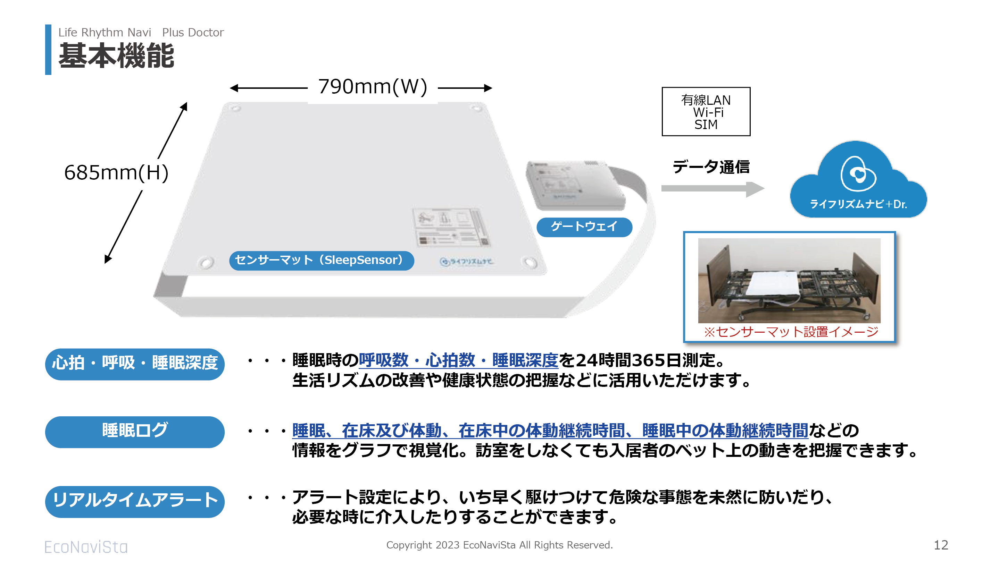 Life Rhythm Navi　Plus Doctor
基本機能
790mm(W)
685mm(H)
有線LAN
Wi-Fi
SIM
データ通信
ライフリズムナビ+Dr.
ゲートウェイ
センサーマット（SleepSensor）
ライフリズムナビ
※センサーマット設置イメージ
心拍・呼吸・睡眠深度
・・・睡眠時の呼吸数・心拍数・睡眠深度を24時間365日測定。
生活リズムの改善や健康状態の把握などに活用いただけます。
睡眠ログ
・・・睡眠、在床及び体動、在床中の体動継続時間、睡眠中の体動継続時間などの
情報をグラフで視覚化。訪室をしなくても入居者のベット上の動きを把握できます。
リアルタイムアラート
・・・アラート設定により、いち早く駆けつけて危険な事態を未然に防いだり、
必要な時に介入したりすることができます。
EcoNaviSta
Copyright 2023 EcoNaviSta All Rights Reserved.
12